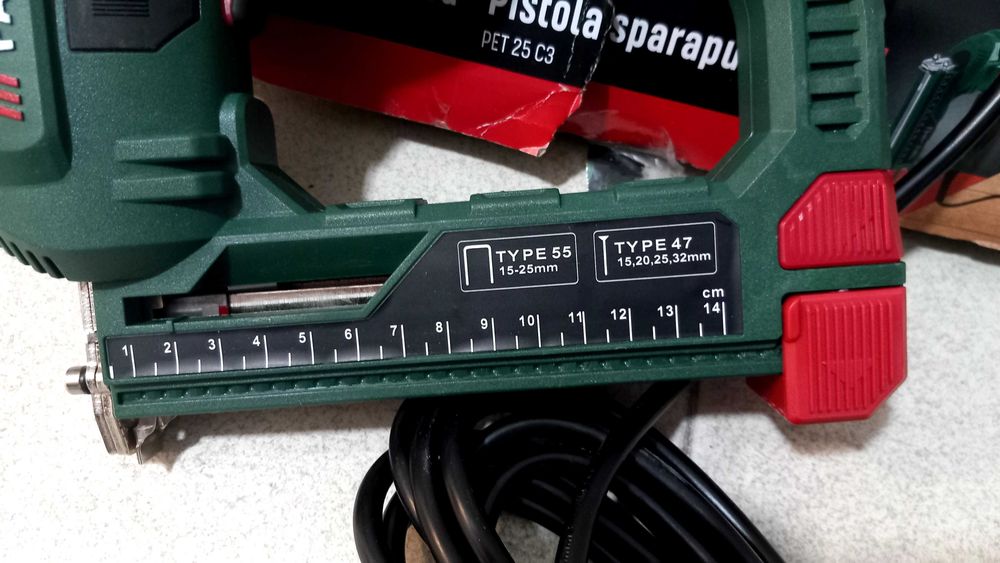 Pistola sparapu
PET 25 C3
TYPE 55
15-25mm
TYPE 47
15,20,25,32mm
cm
1 2 3 4 5 6 7 8 9 10 11 12 13 14